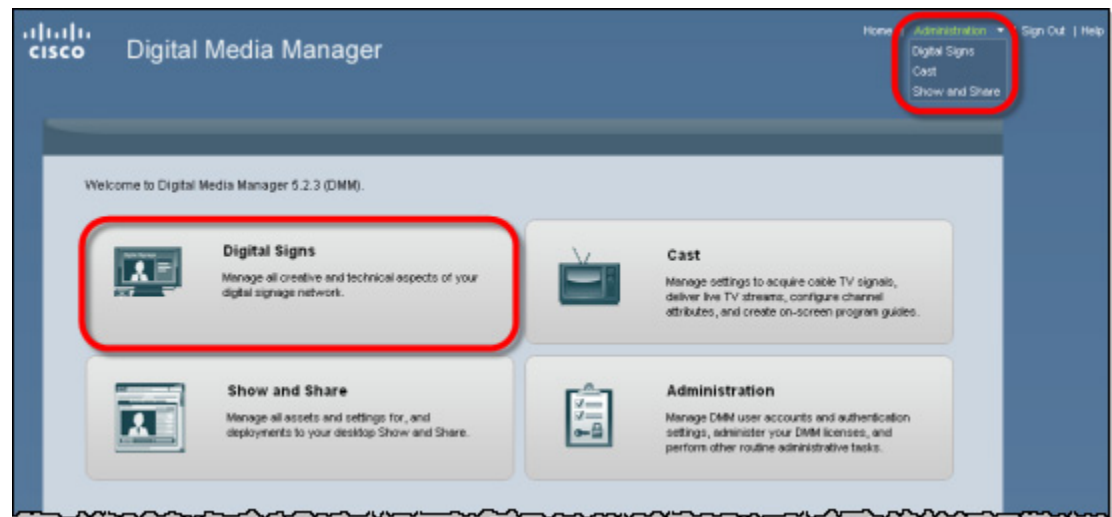 Home | Administration Sign Out | Help
CISCO Digital Media Manager
Digital Signs
Cast
Show and Share
Welcome to Digital Media Manager 5.2.3 (DMM).
Digital Signs
Manage all creative and technical aspects of your
digital signage network.
Cast
Manage settings to acquire cable TV signals,
deliver live TV streams, configure channel
attributes, and create on-screen program guides.
Show and Share
Manage all assets and settings for, and
deployments to your desktop Show and Share.
Administration
Manage DMM user accounts and authentication
settings, administer your DMM licenses, and
perform other routine administrative tasks.